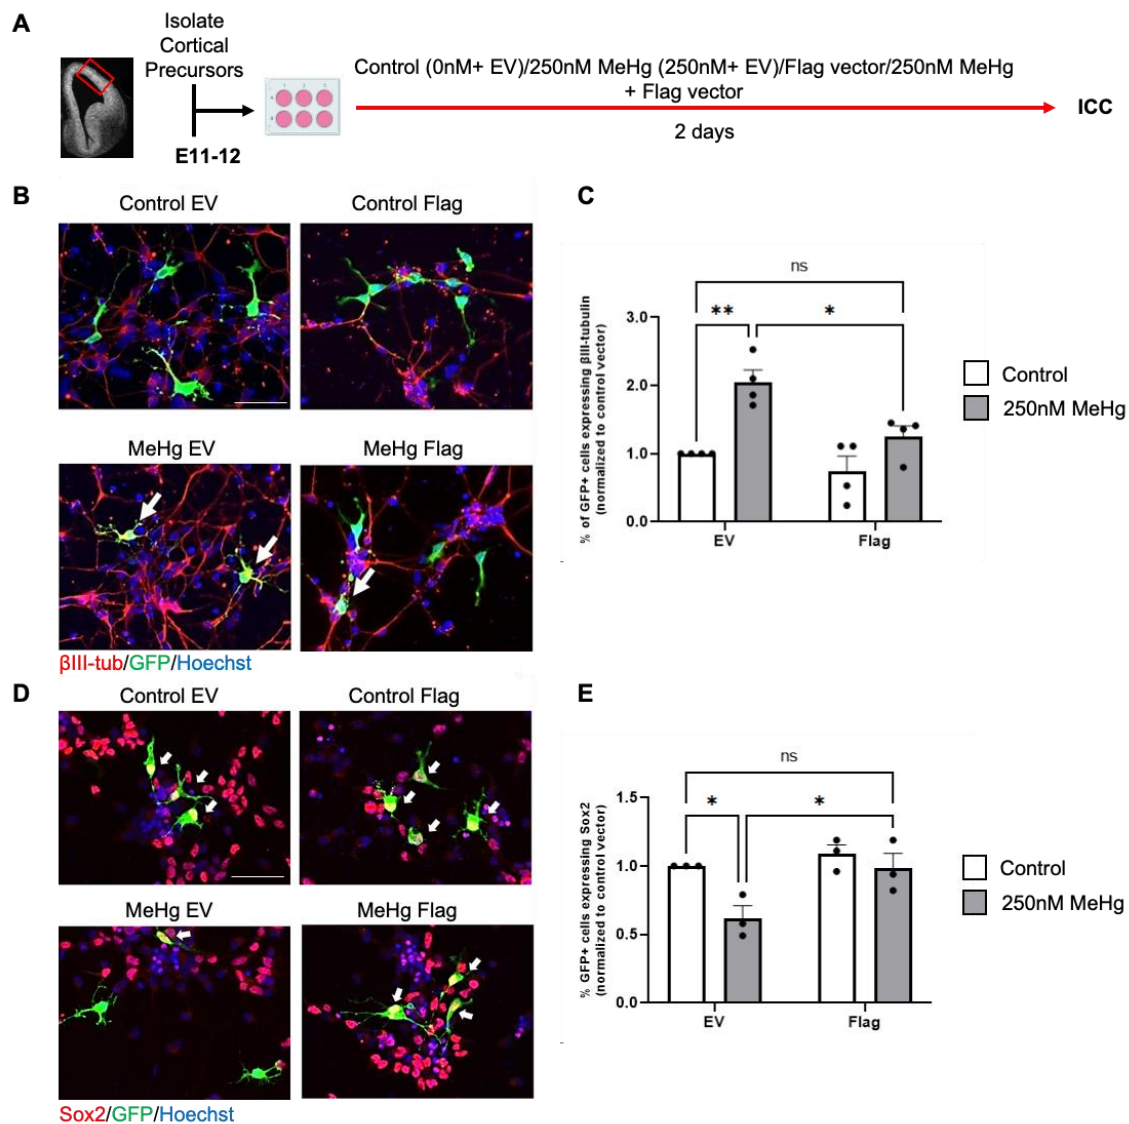 A
Isolate
Cortical
Precursors
E11-12
Control (0nM+ EV)/250nM MeHg (250nM+ EV)/Flag vector/250nM MeHg
+ Flag vector
2 days
ICC
B
Control EV
Control Flag
MeHg EV
MeHg Flag
βIII-tub/GFP/Hoechst
C
ns
** *
% of GFP+ cells expressing βIII-tubulin
(normalized to control vector)
3.0
2.0
1.0
0.0
EV
Flag
Control
250nM MeHg
D
Control EV
Control Flag
MeHg EV
MeHg Flag
Sox2/GFP/Hoechst
E
ns
* *
% GFP+ cells expressing Sox2
(normalized to control vector)
1.5
1.0
0.5
0.0
EV
Flag
Control
250nM MeHg